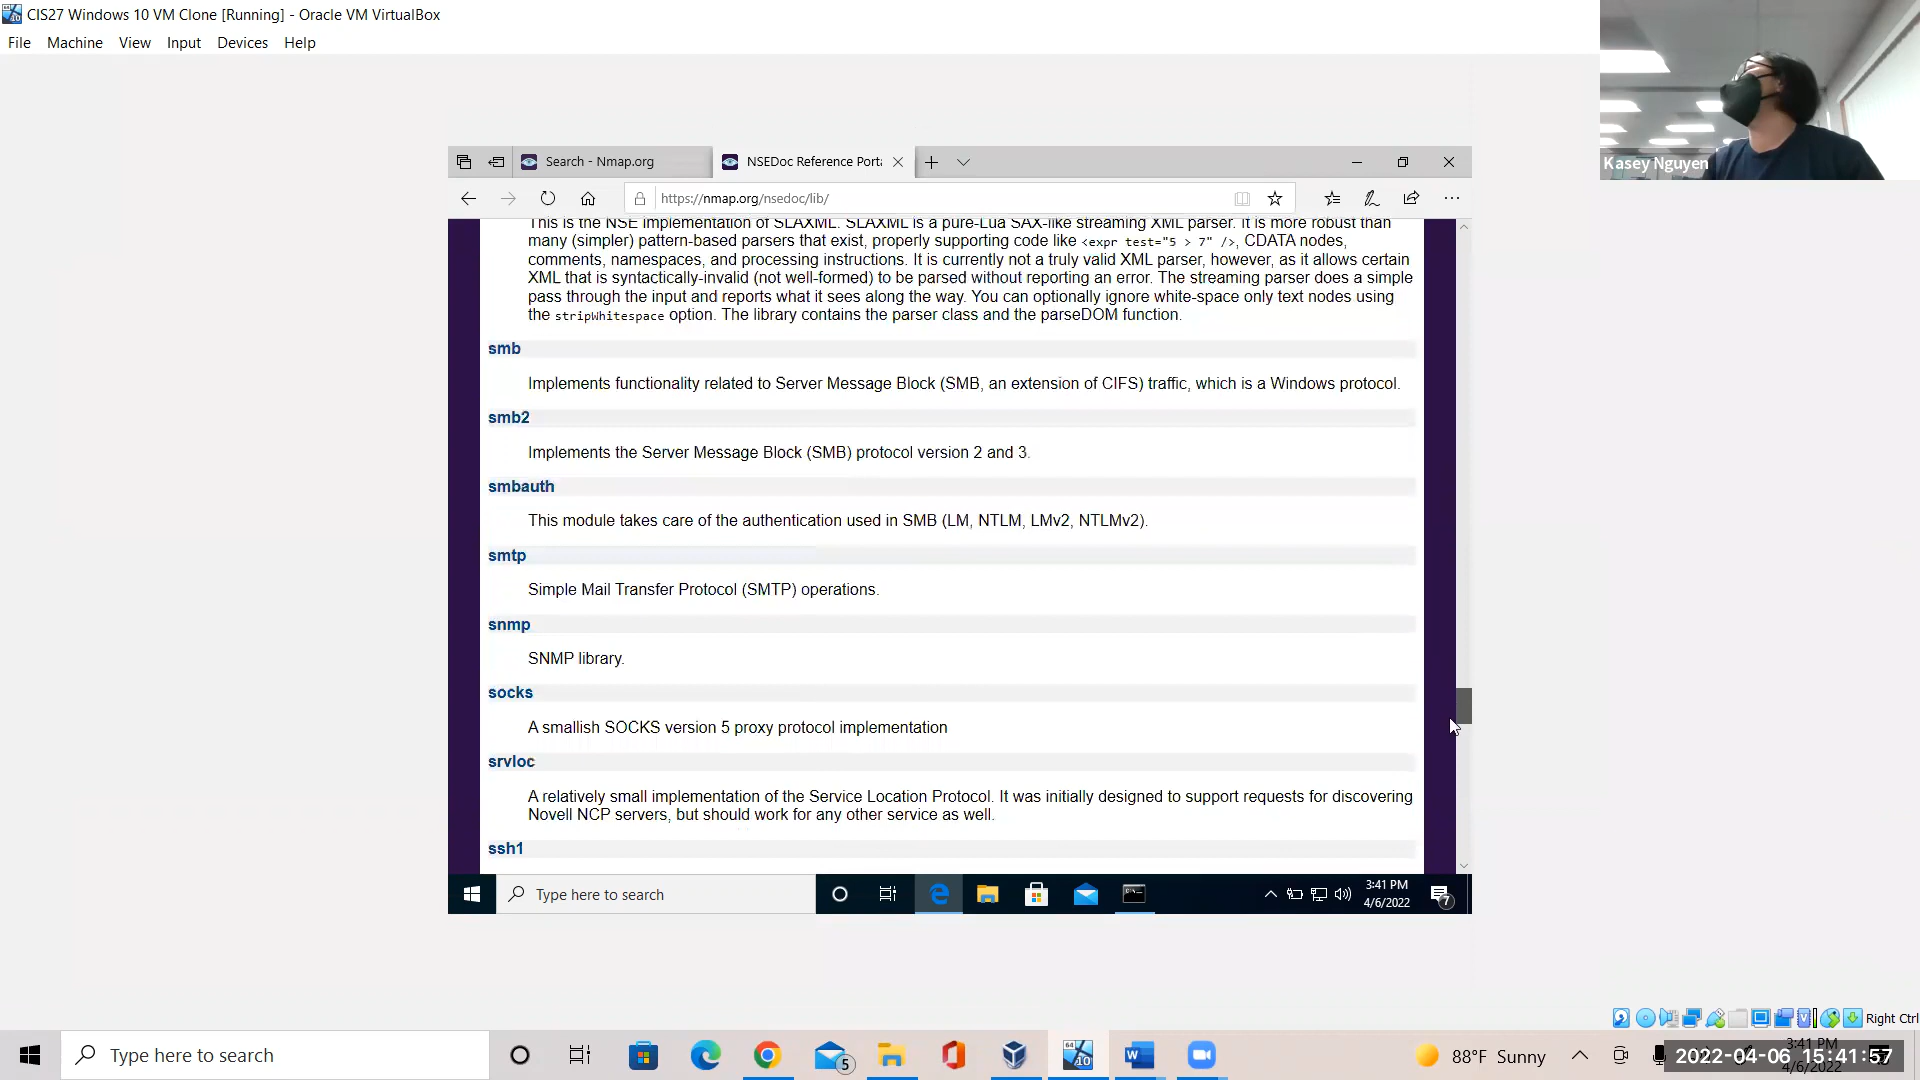 CIS27 Windows 10 VM Clone [Running] - Oracle VM VirtualBox
File Machine View Input Devices Help
Kasey Nguyen
Search - Nmap.org
NSEDoc Reference Porta
https://nmap.org/nsedoc/lib/
This is the NSE implementation of SLAXML. SLAXML is a pure-Lua SAX-like streaming XML parser. It is more robust than
many (simpler) pattern-based parsers that exist, properly supporting code like <expr test="5 > 7" />, CDATA nodes,
comments, namespaces, and processing instructions. It is currently not a truly valid XML parser, however, as it allows certain
XML that is syntactically-invalid (not well-formed) to be parsed without reporting an error. The streaming parser does a simple
pass through the input and reports what it sees along the way. You can optionally ignore white-space only text nodes using
the stripWhitespace option. The library contains the parser class and the parseDOM function.
smb
Implements functionality related to Server Message Block (SMB, an extension of CIFS) traffic, which is a Windows protocol.
smb2
Implements the Server Message Block (SMB) protocol version 2 and 3.
smbauth
This module takes care of the authentication used in SMB (LM, NTLM, LMv2, NTLMv2).
smtp
Simple Mail Transfer Protocol (SMTP) operations.
snmp
SNMP library.
socks
A smallish SOCKS version 5 proxy protocol implementation
srvloc
A relatively small implementation of the Service Location Protocol. It was initially designed to support requests for discovering
Novell NCP servers, but should work for any other service as well.
ssh1
Type here to search
3:41 PM
4/6/2022
7
Right Ctrl
Type here to search
5
64
10
88°F Sunny
3:41 PM
2022-04-06 15:41:57
4/6/2022